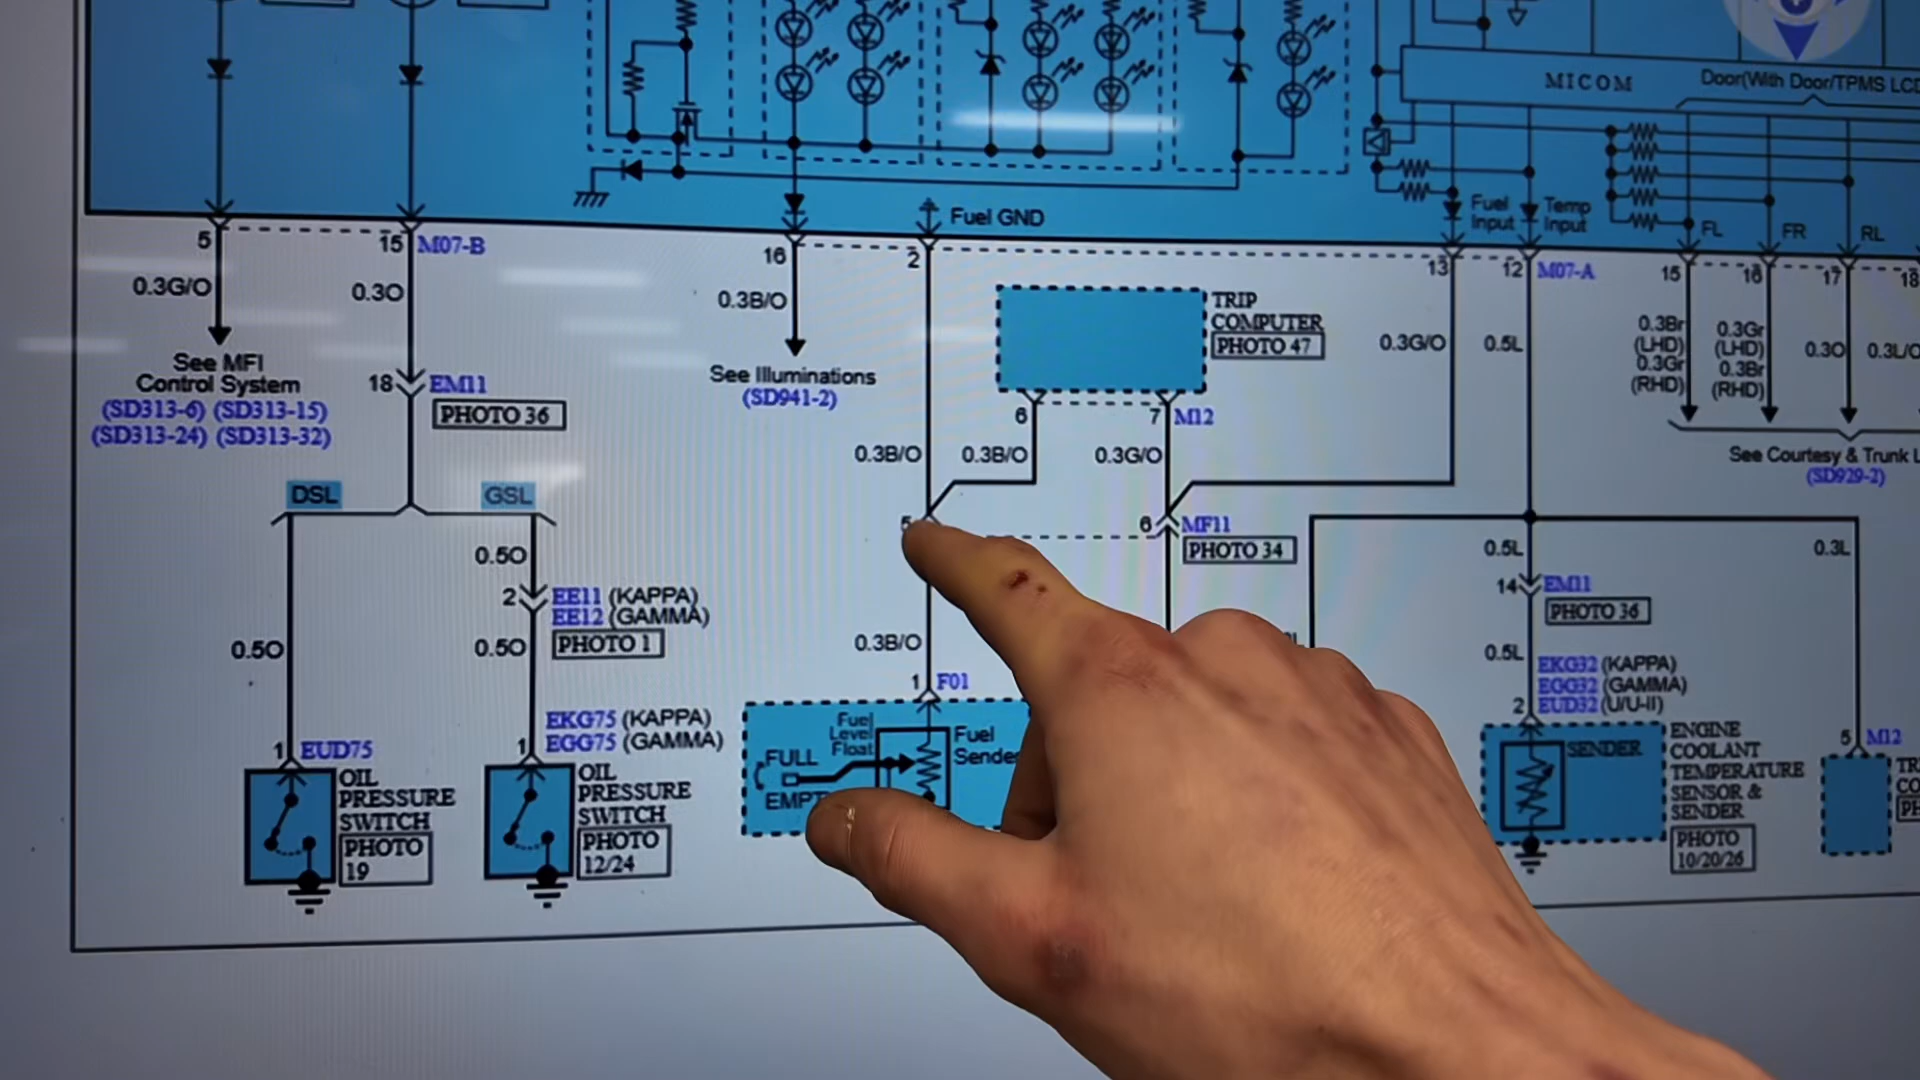 MICOM
Door(With Door/TPMS LCD
Fuel GND
Fuel
Input
Temp
Input
FL
FR
RL
5
15
M07-B
16
2
13
12
M07-A
15
16
17
18
0.3G/O
0.3O
0.3B/O
See MFI
Control System
(SD313-6) (SD313-15)
(SD313-24) (SD313-32)
18
EM11
PHOTO 36
See Illuminations
(SD941-2)
TRIP
COMPUTER
PHOTO 47
6
7
M12
0.3G/O
0.5L
0.3Br
(LHD)
0.3Gr
(RHD)
0.3Gr
(LHD)
0.3Br
(RHD)
0.3O
0.3L/O
See Courtesy & Trunk L
(SD929-2)
0.3B/O
0.3B/O
0.3G/O
DSL
GSL
5
6
MF11
PHOTO 34
0.5O
2
EE11 (KAPPA)
EE12 (GAMMA)
PHOTO 1
0.5O
0.5O
0.5L
0.3L
14
EM11
PHOTO 36
0.5L
EKG32 (KAPPA)
EGG32 (GAMMA)
EUD32 (U/U-II)
2
0.3B/O
1
F01
1
EUD75
EKG75 (KAPPA)
EGG75 (GAMMA)
1
OIL
PRESSURE
SWITCH
PHOTO
19
OIL
PRESSURE
SWITCH
PHOTO
12/24
Fuel
Level
Float
FULL
Fuel
Sender
SENDER
ENGINE
COOLANT
TEMPERATURE
SENSOR &
SENDER
PHOTO
10/20/26
5
M12